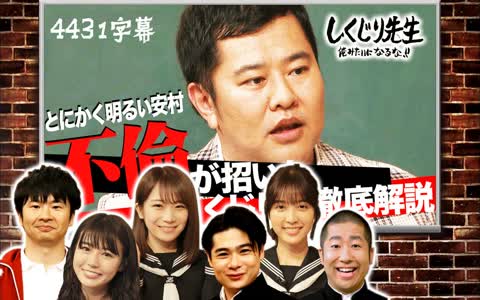 4431字幕
しくじり先生
俺みたいになるな!!
とにかく明るい安村
不倫
が招い
徹底解説